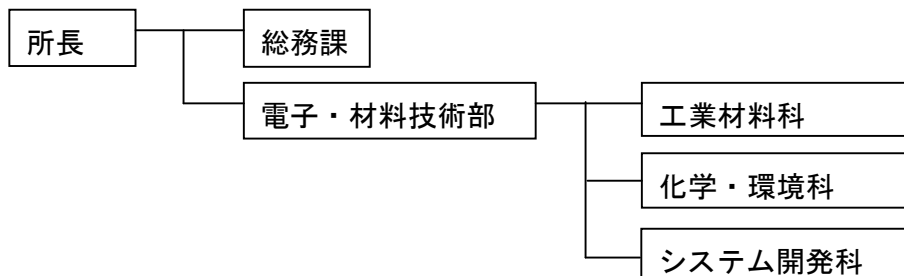 所長
総務課
電子・材料技術部
工業材料科
化学・環境科
システム開発科